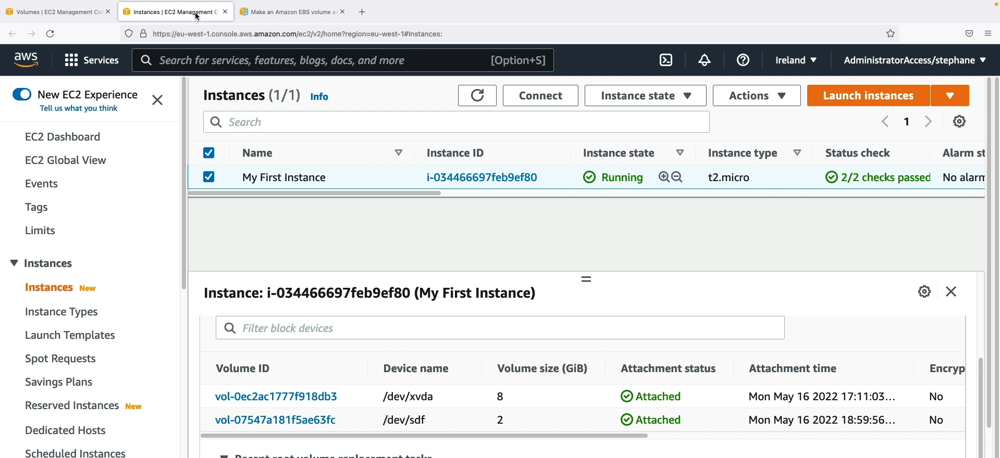 Volumes | EC2 Management Con
Instances | EC2 Management C
Make an Amazon EBS volume av
https://eu-west-1.console.aws.amazon.com/ec2/v2/home?region=eu-west-1#Instances:
aws
Services
Search for services, features, blogs, docs, and more
[Option+S]
Ireland
AdministratorAccess/stephane
New EC2 Experience
Tell us what you think
EC2 Dashboard
EC2 Global View
Events
Tags
Limits
Instances
Instances New
Instance Types
Launch Templates
Spot Requests
Savings Plans
Reserved Instances New
Dedicated Hosts
Scheduled Instances
Instances (1/1) Info
Connect
Instance state
Actions
Launch instances
Search
1
Name Instance ID Instance state Instance type Status check Alarm st
My First Instance i-034466697feb9ef80 Running t2.micro 2/2 checks passed No alarm
Instance: i-034466697feb9ef80 (My First Instance)
Filter block devices
Volume ID Device name Volume size (GiB) Attachment status Attachment time Encryp
vol-0ec2ac1777f918db3 /dev/xvda 8 Attached Mon May 16 2022 17:11:03... No
vol-07547a181f5ae63fc /dev/sdf 2 Attached Mon May 16 2022 18:59:56... No
Recent root volume replacement tasks